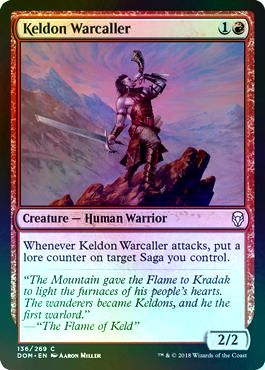 Keldon Warcaller 1
Creature — Human Warrior
Whenever Keldon Warcaller attacks, put a
lore counter on target Saga you control.
“The Mountain gave the Flame to Kradak
to light the furnaces of his people’s hearts.
The wanderers became Keldons, and he the
first warlord.”
—“The Flame of Keld”
2/2
136/269 C
DOM • EN AARON MILLER
™ & © 2018 Wizards of the Coast